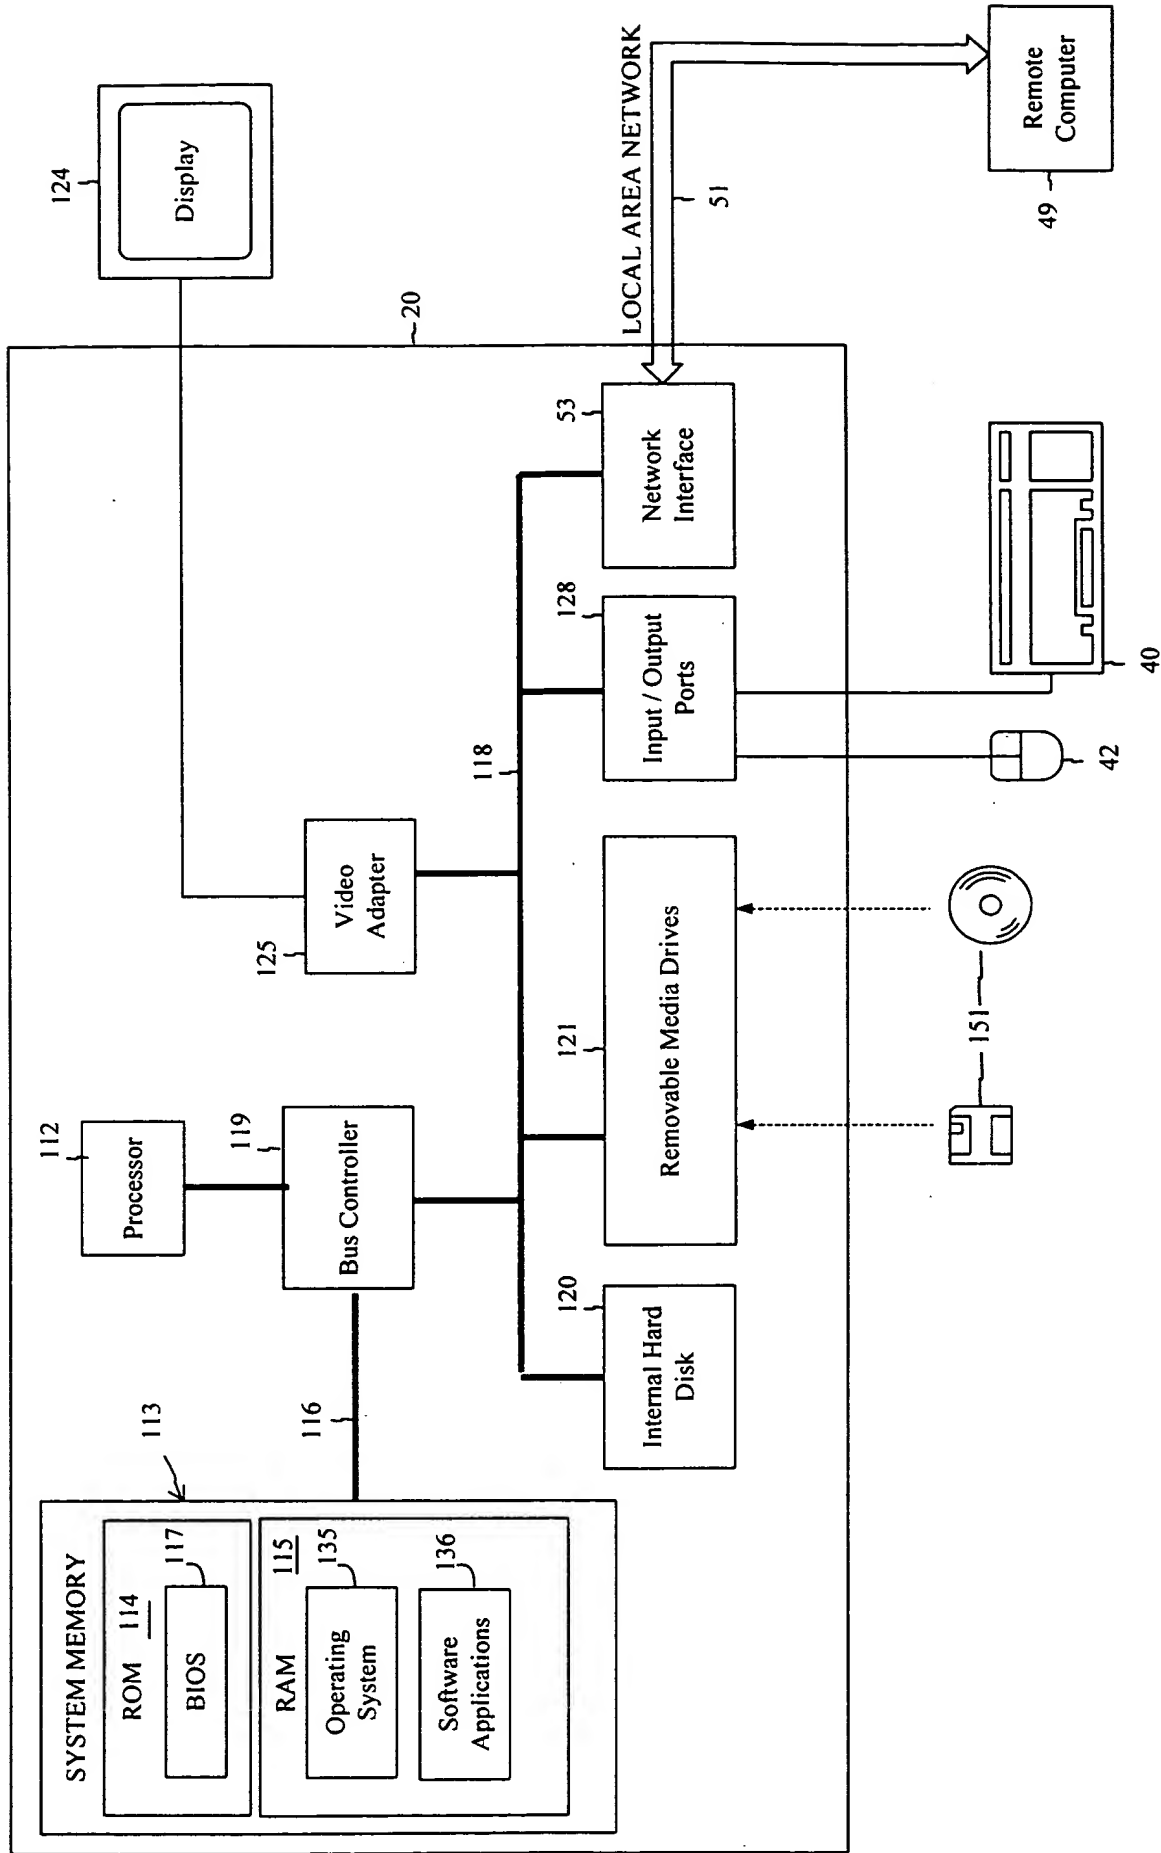 SYSTEM MEMORY
113
ROM
114
117
BIOS
RAM
115
135
Operating
System
136
Software
Applications
116
112
Processor
119
Bus Controller
125
Video
Adapter
124
Display
20
118
120
Internal Hard
Disk
121
Removable Media Drives
128
Input / Output
Ports
53
Network
Interface
LOCAL AREA NETWORK
51
151
42
40
49
Remote
Computer